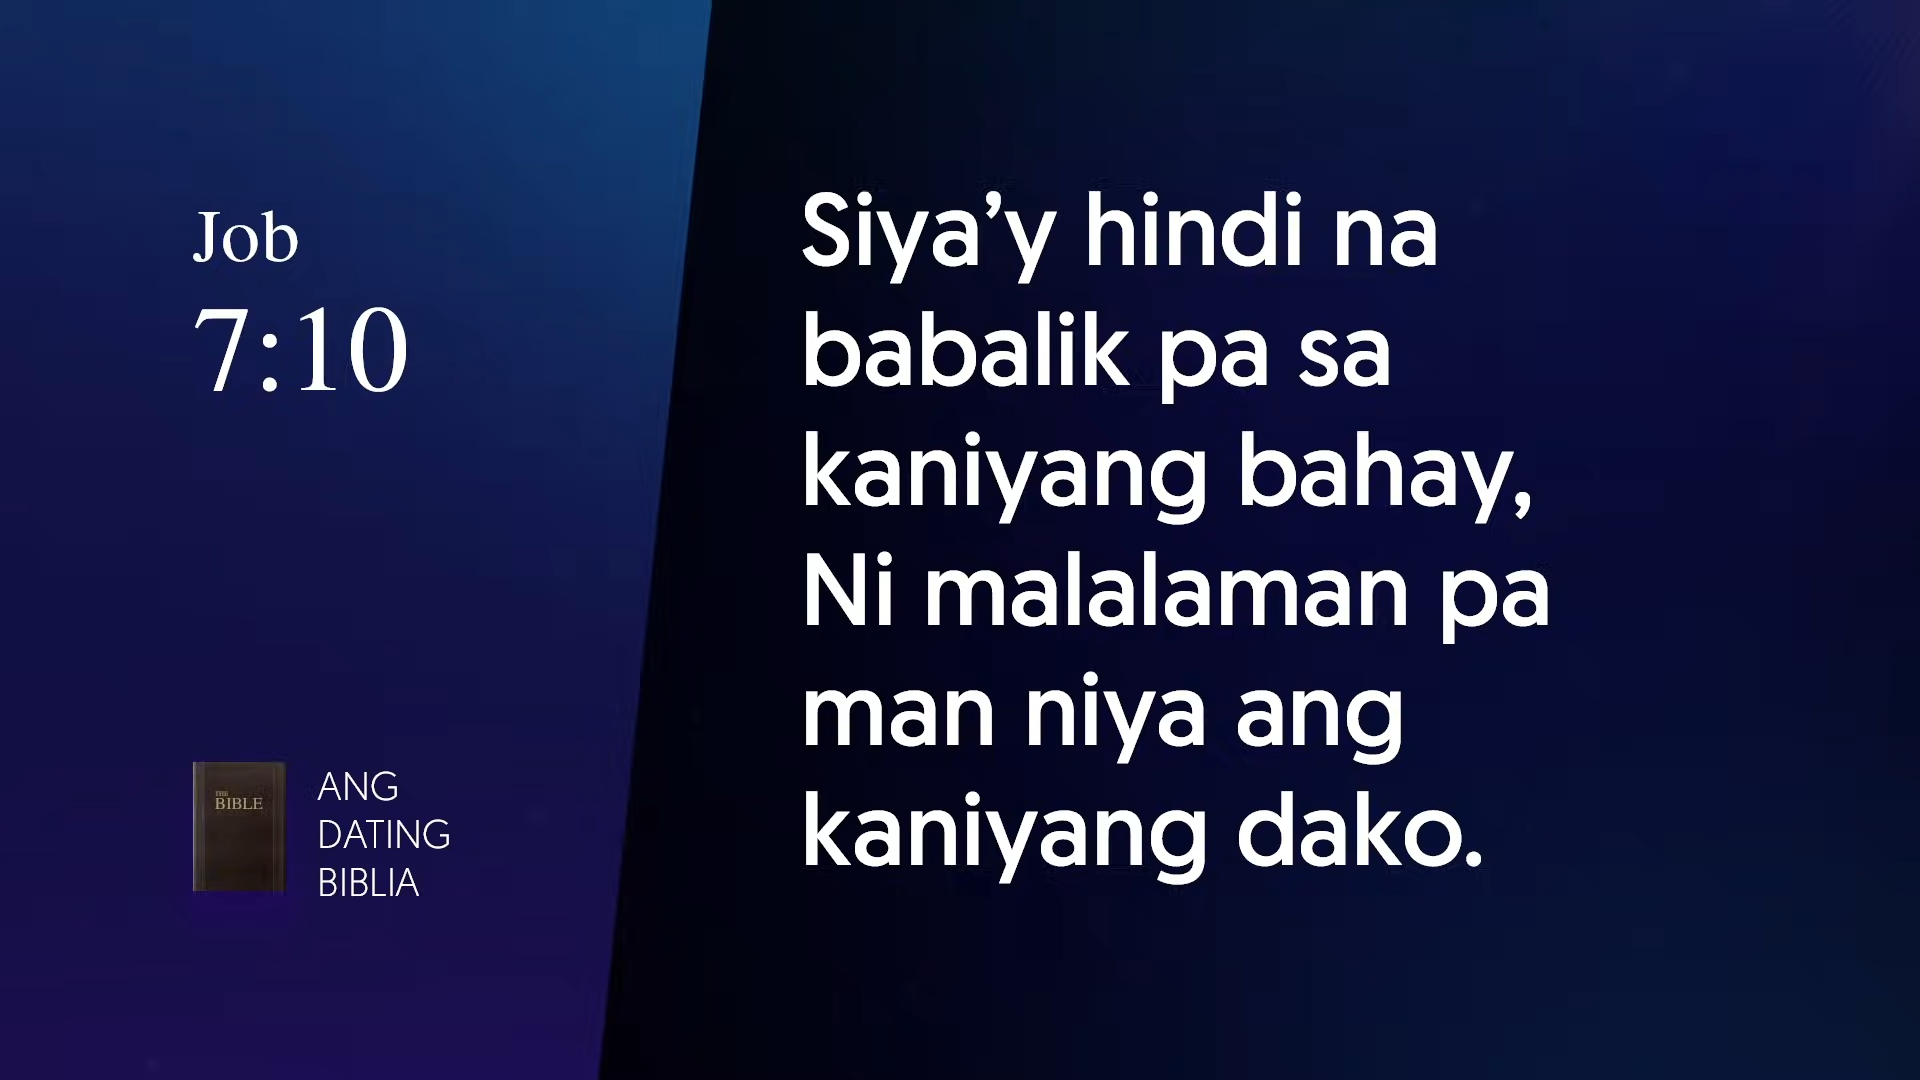 Job
7:10
Siya’y hindi na
babalik pa sa
kaniyang bahay,
Ni malalaman pa
man niya ang
kaniyang dako.
THE
BIBLE
ANG
DATING
BIBLIA